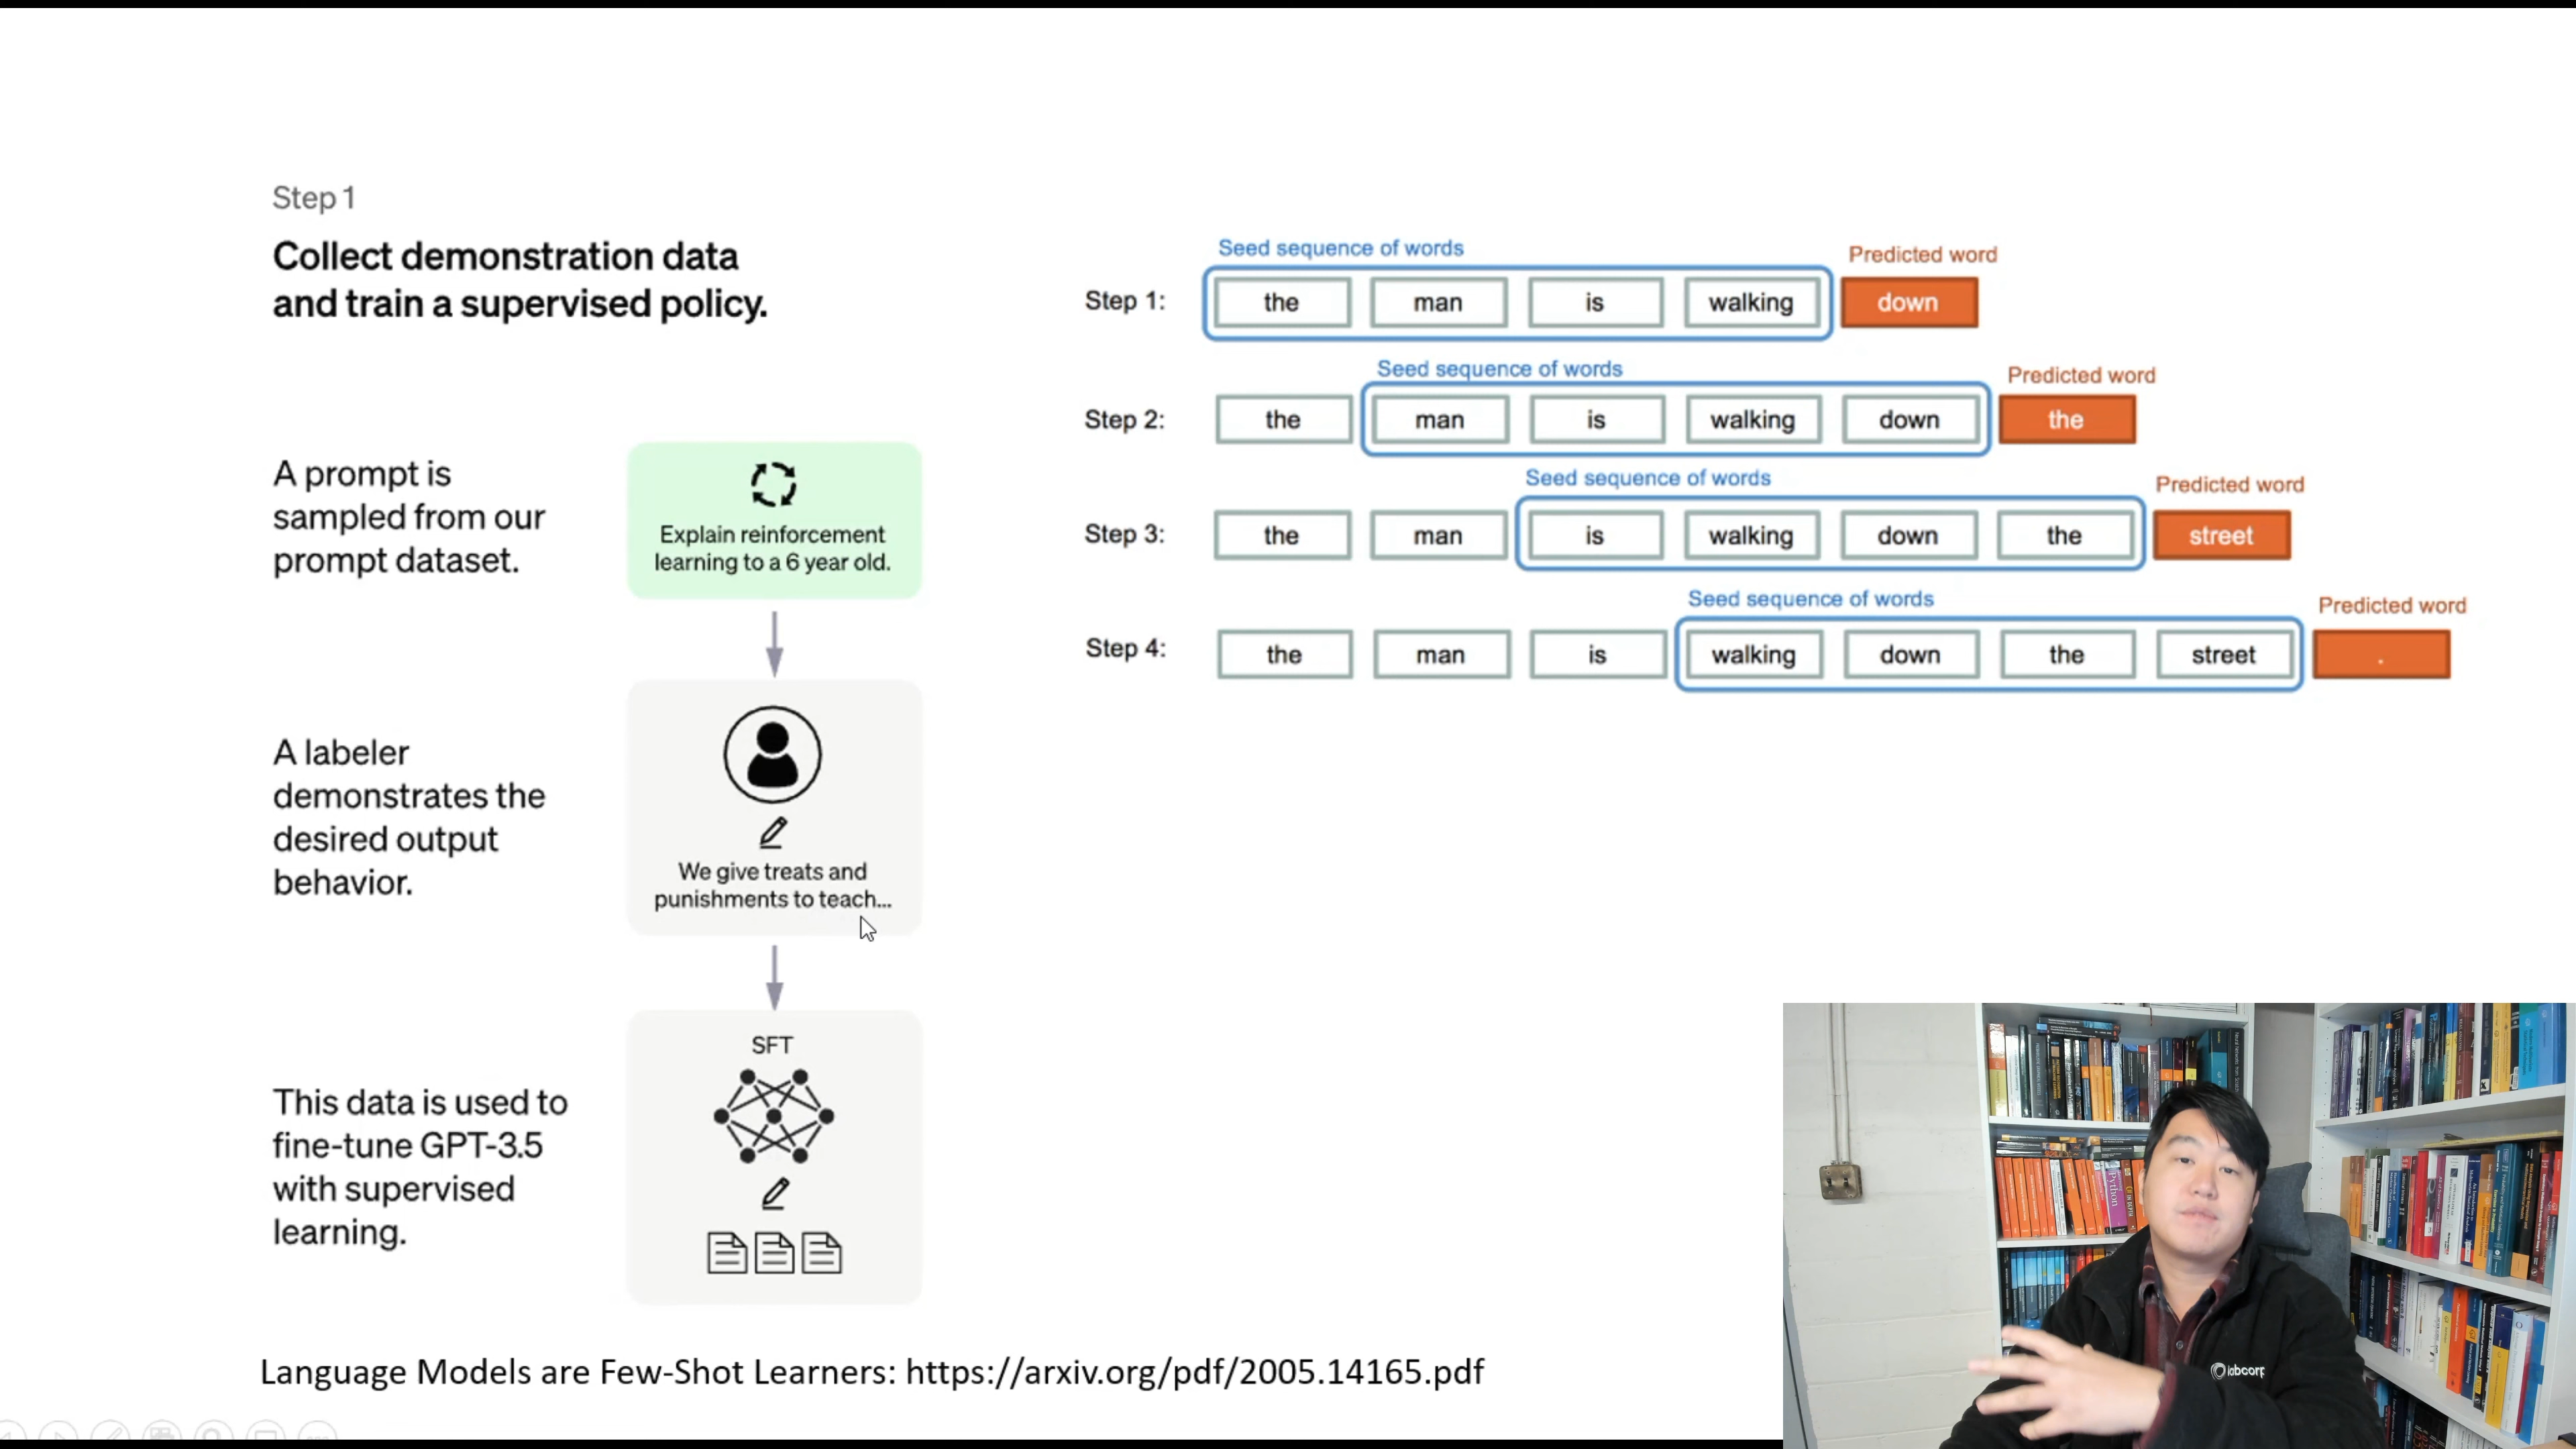 Step 1
Collect demonstration data
and train a supervised policy.
A prompt is
sampled from our
prompt dataset.
Explain reinforcement
learning to a 6 year old.
A labeler
demonstrates the
desired output
behavior.
We give treats and
punishments to teach...
This data is used to
fine-tune GPT-3.5
with supervised
learning.
SFT
Seed sequence of words
Predicted word
Step 1: the man is walking down
Seed sequence of words
Predicted word
Step 2: the man is walking down the
Seed sequence of words
Predicted word
Step 3: the man is walking down the street
Seed sequence of words
Predicted word
Step 4: the man is walking down the street .
Language Models are Few-Shot Learners: https://arxiv.org/pdf/2005.14165.pdf
Python
labcorp